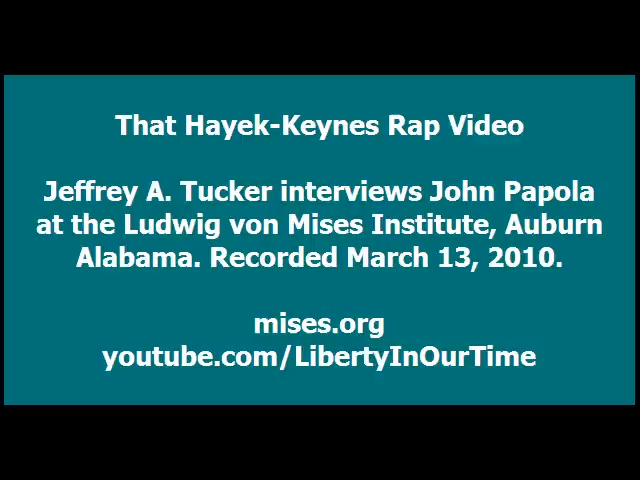 That Hayek-Keynes Rap Video
Jeffrey A. Tucker interviews John Papola
at the Ludwig von Mises Institute, Auburn
Alabama. Recorded March 13, 2010.
mises.org
youtube.com/LibertyInOurTime